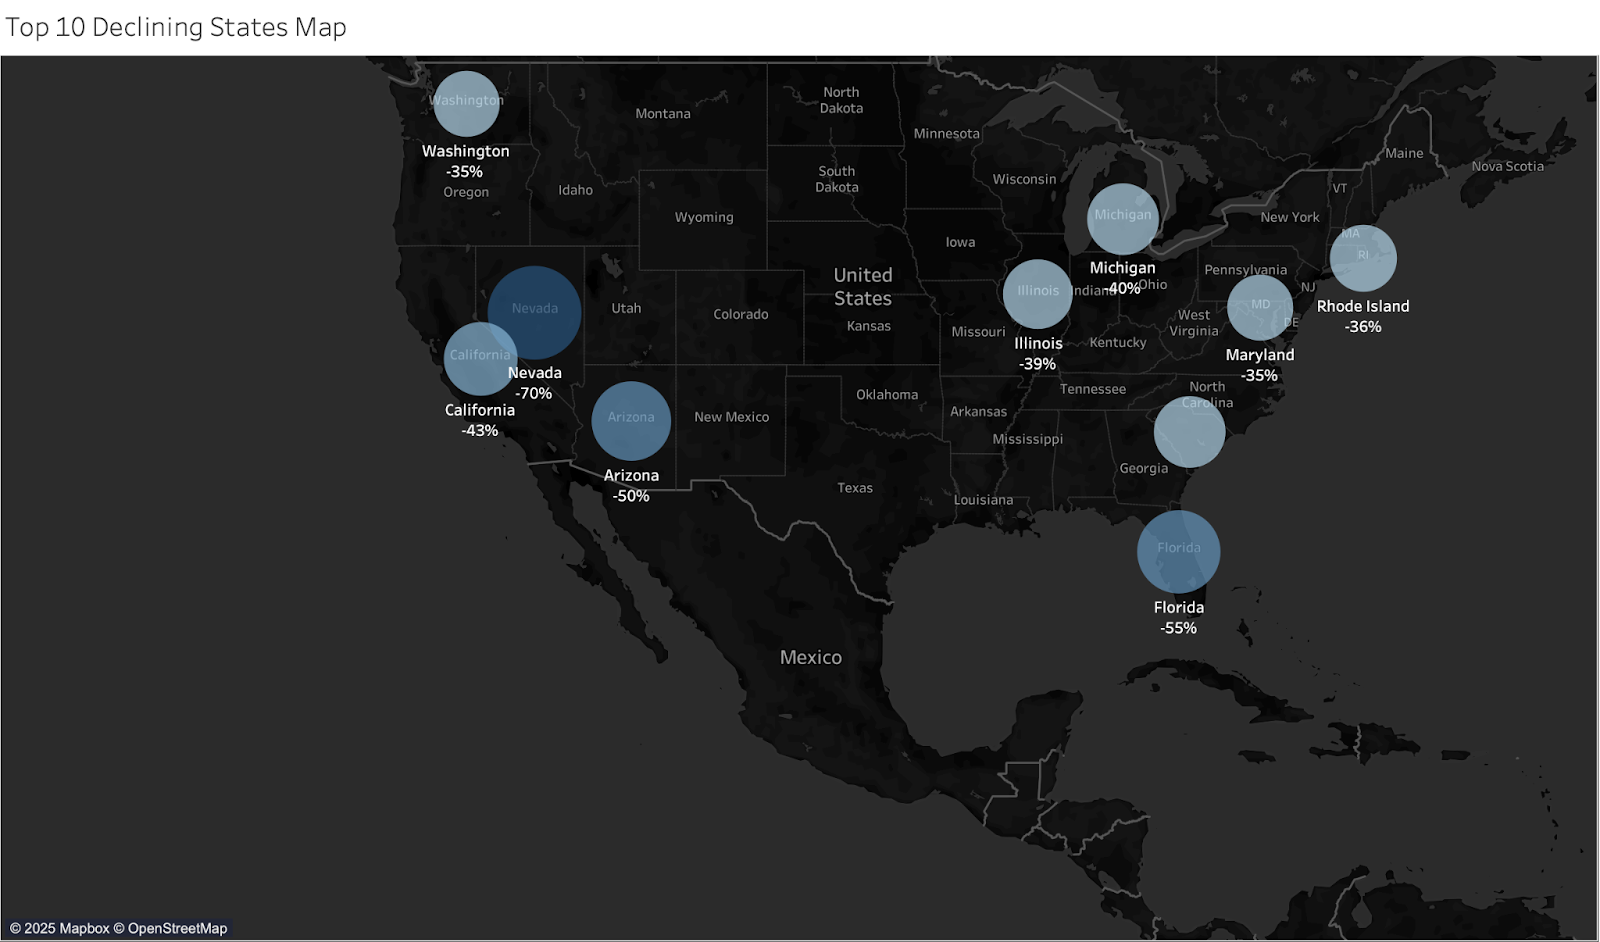 Top 10 Declining States Map
Washington
Washington
-35%
Oregon
Montana
Idaho
Wyoming
North
Dakota
South
Dakota
Minnesota
Wisconsin
Iowa
Michigan
Michigan
-40%
Maine
Nova Scotia
VT
New York
MA
RI
Rhode Island
-36%
Pennsylvania
NJ
MD
DE
Maryland
-35%
Ohio
Indiana
Illinois
Illinois
-39%
West
Virginia
Kentucky
Nevada
Nevada
-70%
California
California
-43%
Utah
Colorado
United
States
Kansas
Missouri
Arizona
Arizona
-50%
New Mexico
Oklahoma
Arkansas
Tennessee
North
Carolina
Mississippi
Georgia
Texas
Louisiana
Florida
Florida
-55%
Mexico
© 2025 Mapbox © OpenStreetMap